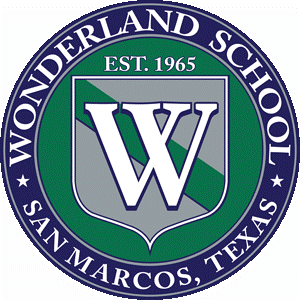 WONDERLAND SCHOOL
EST. 1965
W
SAN MARCOS, TEXAS